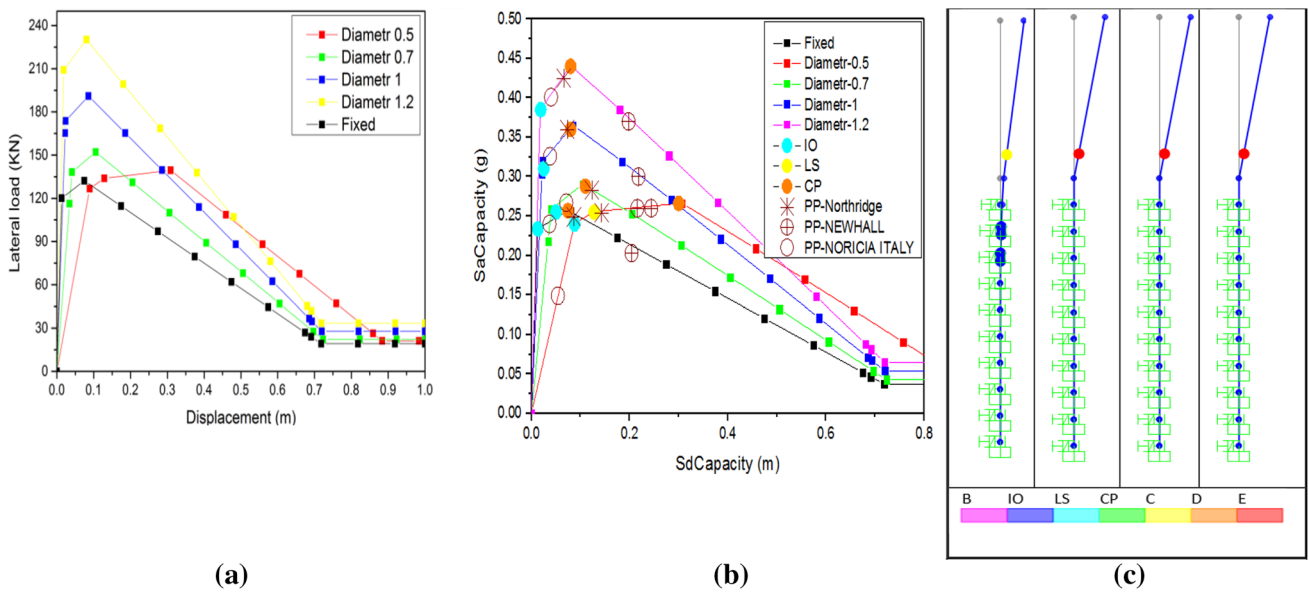 240
210
180
150
120
90
60
30
0
Lateral load (KN)
0.0 0.1 0.2 0.3 0.4 0.5 0.6 0.7 0.8 0.9 1.0
Displacement (m)
Diametr 0.5
Diametr 0.7
Diametr 1
Diametr 1.2
Fixed
(a)
0.50
0.45
0.40
0.35
0.30
0.25
0.20
0.15
0.10
0.05
0.00
SaCapacity (g)
0.0 0.2 0.4 0.6 0.8
SdCapacity (m)
Fixed
Diametr-0.5
Diametr-0.7
Diametr-1
Diametr-1.2
IO
LS
CP
PP-Northridge
PP-NEWHALL
PP-NORICIA ITALY
(b)
B IO LS CP C D E
(c)